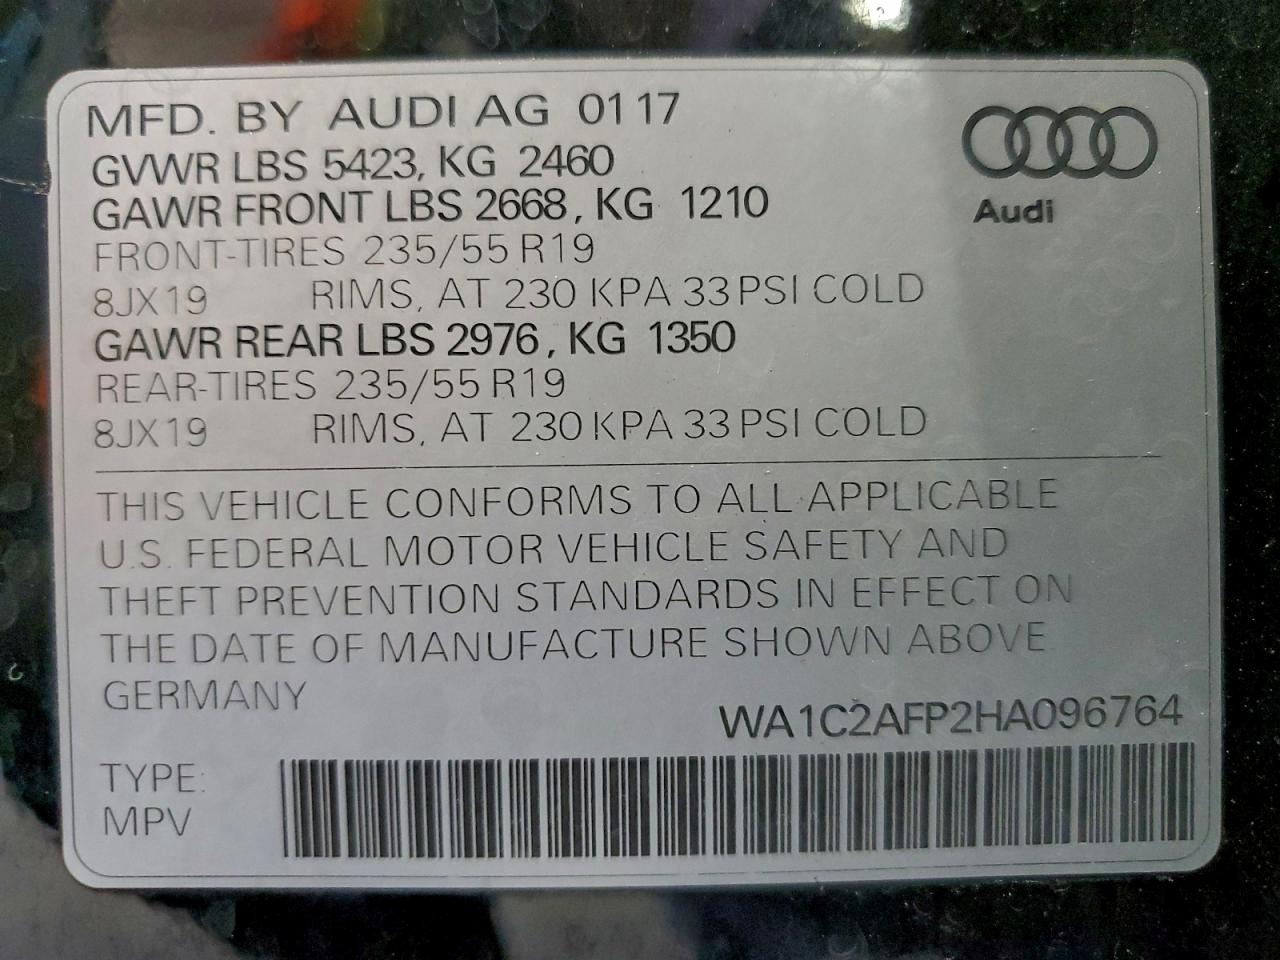 MFD. BY AUDI AG 01 17
GVWR LBS 5423, KG 2460
GAWR FRONT LBS 2668, KG 1210
FRONT-TIRES 235/55 R19
8JX19 RIMS, AT 230 KPA 33 PSI COLD
GAWR REAR LBS 2976, KG 1350
REAR-TIRES 235/55 R19
8JX19 RIMS, AT 230 KPA 33 PSI COLD
Audi
THIS VEHICLE CONFORMS TO ALL APPLICABLE
U.S. FEDERAL MOTOR VEHICLE SAFETY AND
THEFT PREVENTION STANDARDS IN EFFECT ON
THE DATE OF MANUFACTURE SHOWN ABOVE
GERMANY
WA1C2AFP2HA096764
TYPE:
MPV